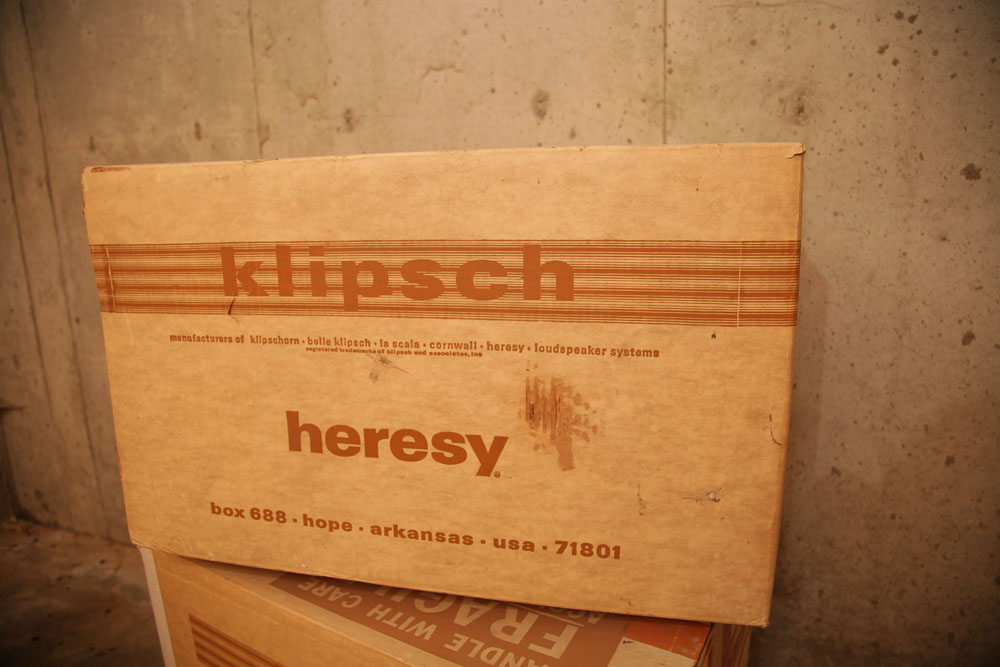 klipsch
manufacturers of klipschorn · belle klipsch · la scala · cornwall · heresy · loudspeaker systems
registered trademarks of klipsch and associates, inc
heresy
box 688 · hope · arkansas · usa · 71801
HANDLE WITH CARE